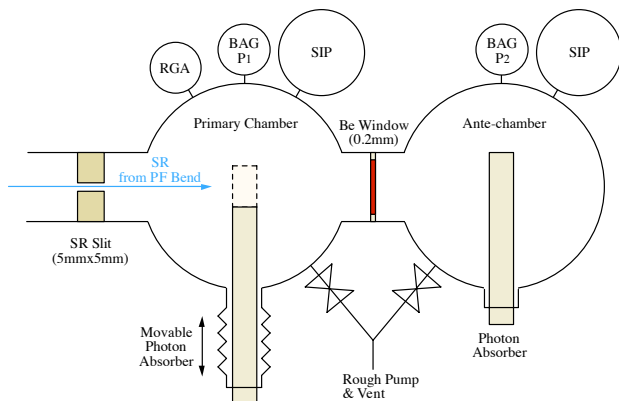 RGA
BAG
P1
SIP
BAG
P2
SIP
Primary Chamber
Be Window
(0.2mm)
Ante-chamber
SR
from PF Bend
SR Slit
(5mmx5mm)
Movable
Photon
Absorber
Rough Pump
& Vent
Photon
Absorber